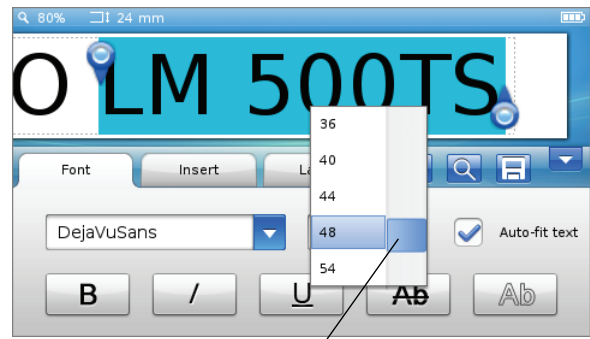 80% 24 mm
O LM 500TS
36
40
44
48
54
Font Insert La
DejaVuSans
Auto-fit text
B I U Ab Ab